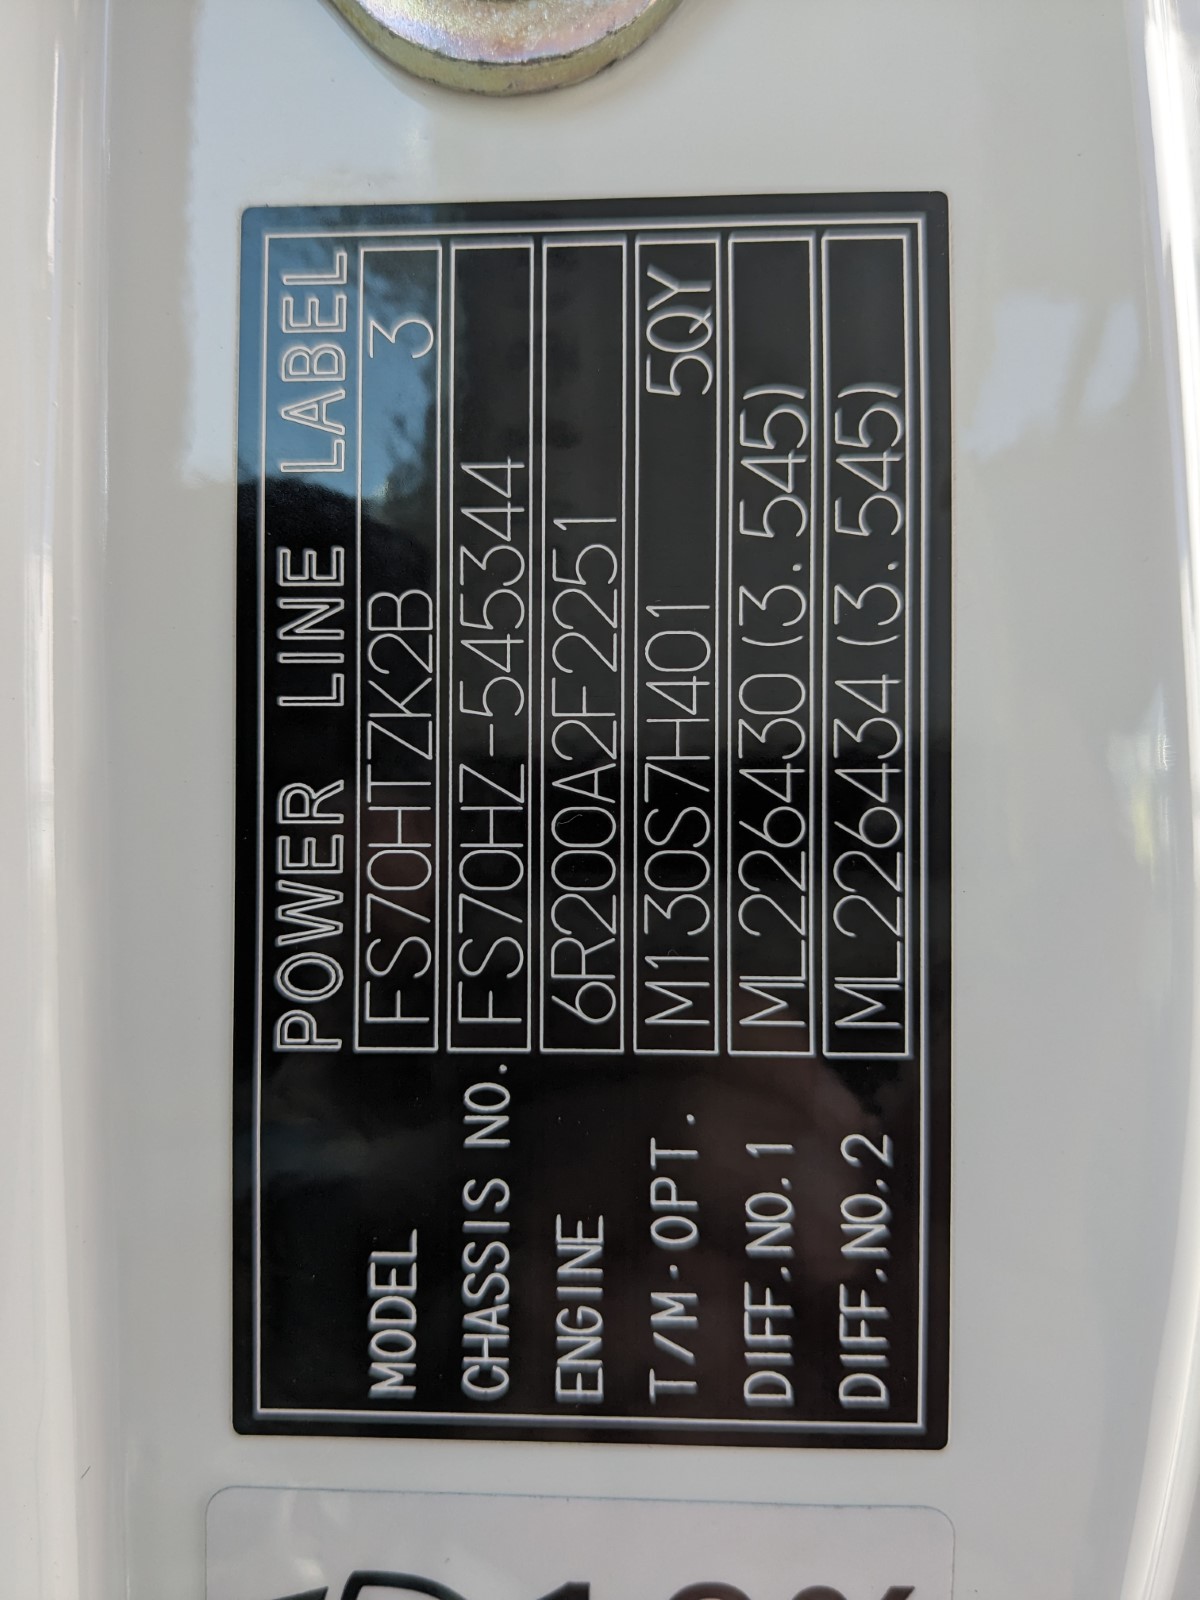 POWER LINE LABEL
MODEL FS70HTZK2B 3
CHASSIS NO. FS70HZ-545344
ENGINE 6R200A2F2251
T/M·OPT. M130S7H401 5QY
DIFF.NO.1 ML226430 (3.545)
DIFF.NO.2 ML226434 (3.545)